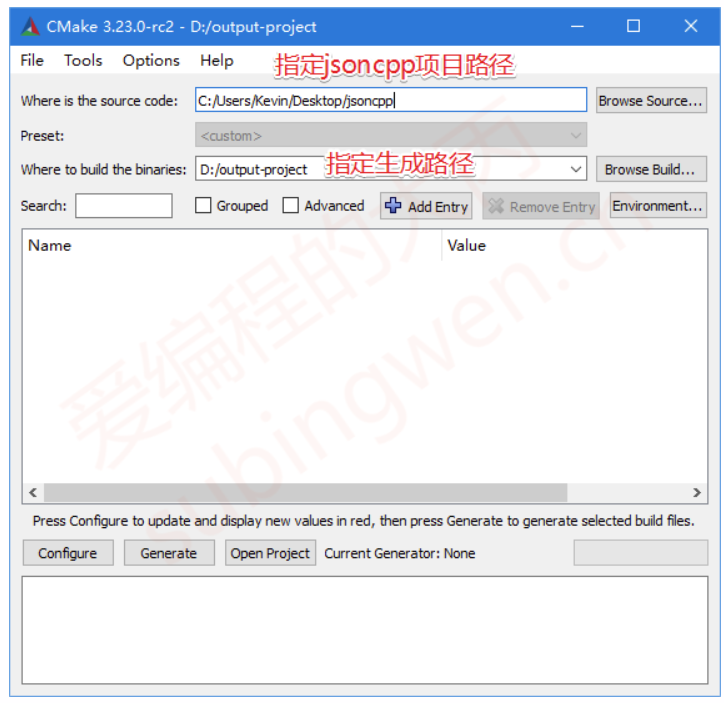 CMake 3.23.0-rc2 - D:/output-project
File Tools Options Help
指定jsoncpp项目路径
Where is the source code: C:/Users/Kevin/Desktop/jsoncpp Browse Source...
Preset: <custom>
Where to build the binaries: D:/output-project 指定生成路径 Browse Build...
Search: Grouped Advanced Add Entry Remove Entry Environment...
Name Value
爱编程的大丙
subingwen.cn
Press Configure to update and display new values in red, then press Generate to generate selected build files.
Configure Generate Open Project Current Generator: None